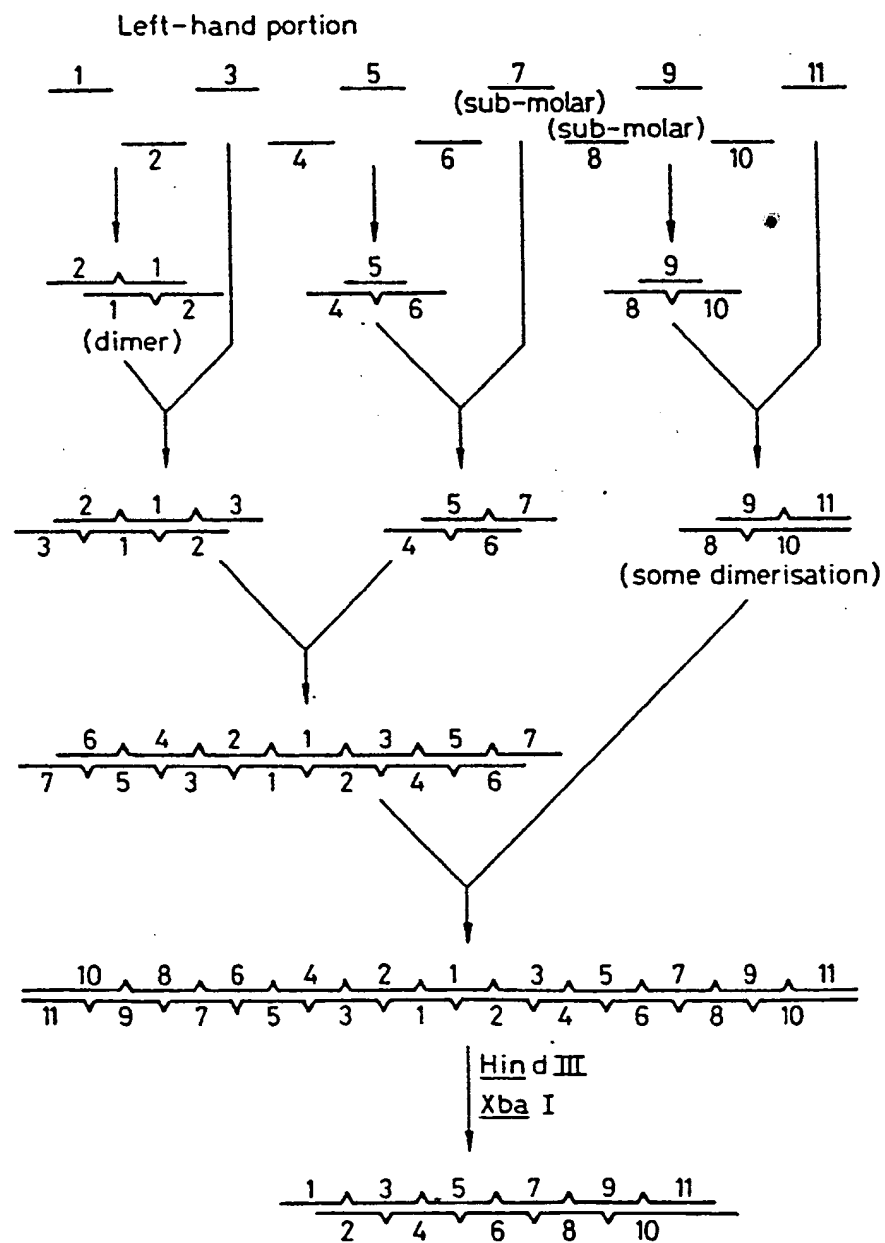 Left-hand portion
1 3 5 7 9 11
(sub-molar)
(sub-molar)
2 4 6 8 10
2 1 5 9
1 2 4 6 8 10
(dimer)
2 1 3 5 7 9 11
3 1 2 4 6 8 10
(some dimerisation)
6 4 2 1 3 5 7
7 5 3 1 2 4 6
10 8 6 4 2 1 3 5 7 9 11
11 9 7 5 3 1 2 4 6 8 10
Hind III
Xba I
1 3 5 7 9 11
2 4 6 8 10